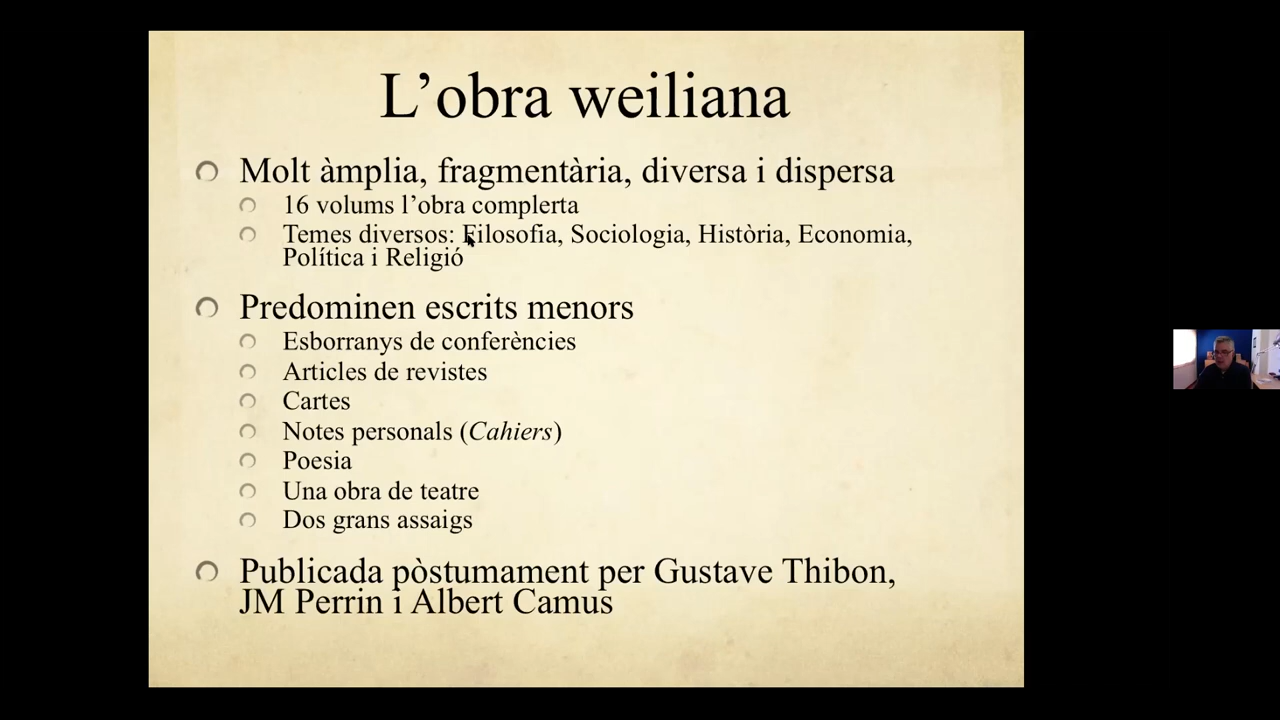 L’obra weiliana
Molt àmplia, fragmentària, diversa i dispersa
16 volums l’obra complerta
Temes diversos: Filosofia, Sociologia, Història, Economia,
Política i Religió
Predominen escrits menors
Esborranys de conferències
Articles de revistes
Cartes
Notes personals (Cahiers)
Poesia
Una obra de teatre
Dos grans assaigs
Publicada pòstumament per Gustave Thibon,
JM Perrin i Albert Camus